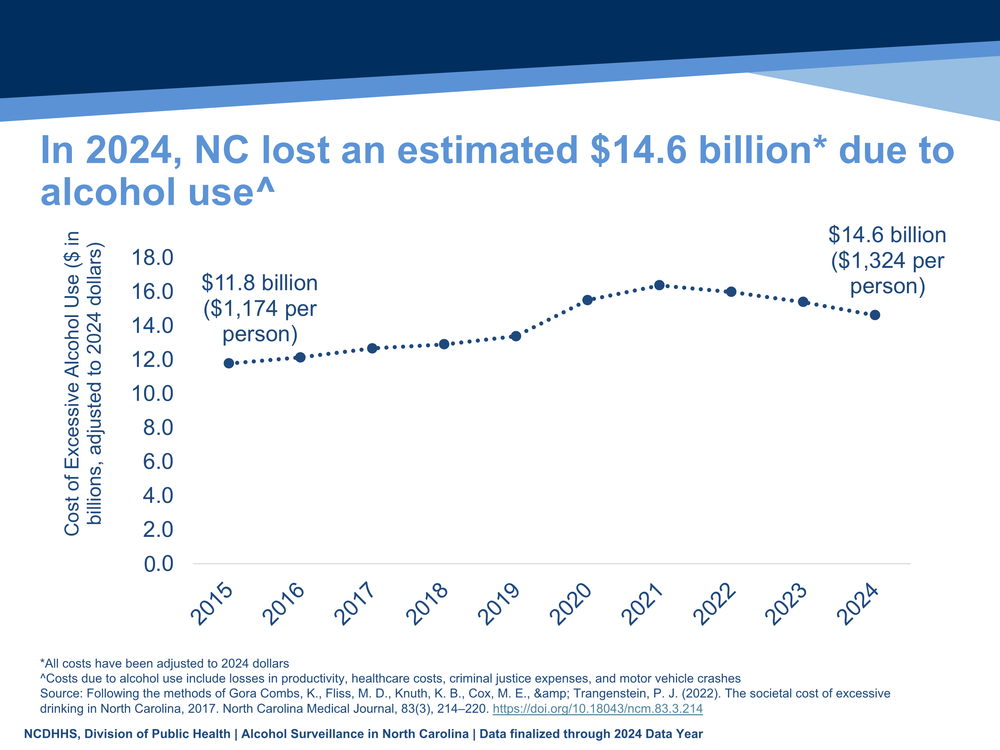 In 2024, NC lost an estimated $14.6 billion* due to
alcohol use^
Cost of Excessive Alcohol Use ($ in
billions, adjusted to 2024 dollars)
18.0
16.0
14.0
12.0
10.0
8.0
6.0
4.0
2.0
0.0
$11.8 billion
($1,174 per
person)
$14.6 billion
($1,324 per
person)
2015
2016
2017
2018
2019
2020
2021
2022
2023
2024
*All costs have been adjusted to 2024 dollars
^Costs due to alcohol use include losses in productivity, healthcare costs, criminal justice expenses, and motor vehicle crashes
Source: Following the methods of Gora Combs, K., Fliss, M. D., Knuth, K. B., Cox, M. E., &amp; Trangenstein, P. J. (2022). The societal cost of excessive
drinking in North Carolina, 2017. North Carolina Medical Journal, 83(3), 214–220. https://doi.org/10.18043/ncm.83.3.214
NCDHHS, Division of Public Health | Alcohol Surveillance in North Carolina | Data finalized through 2024 Data Year